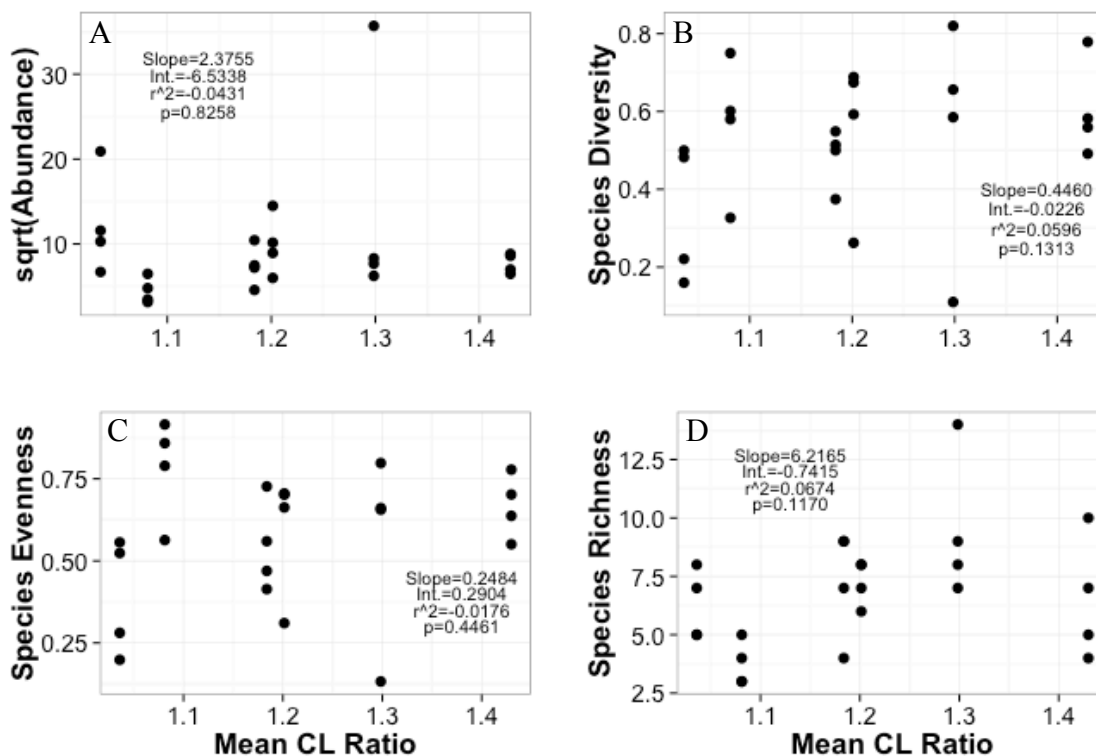 A
Slope=2.3755
Int.=-6.5338
r^2=-0.0431
p=0.8258
sqrt(Abundance)
30
20
10
1.1 1.2 1.3 1.4
B
Slope=0.4460
Int.=-0.0226
r^2=0.0596
p=0.1313
Species Diversity
0.8
0.6
0.4
0.2
1.1 1.2 1.3 1.4
C
Slope=0.2484
Int.=0.2904
r^2=-0.0176
p=0.4461
Species Evenness
0.75
0.50
0.25
1.1 1.2 1.3 1.4
Mean CL Ratio
D
Slope=6.2165
Int.=-0.7415
r^2=0.0674
p=0.1170
Species Richness
12.5
10.0
7.5
5.0
2.5
1.1 1.2 1.3 1.4
Mean CL Ratio